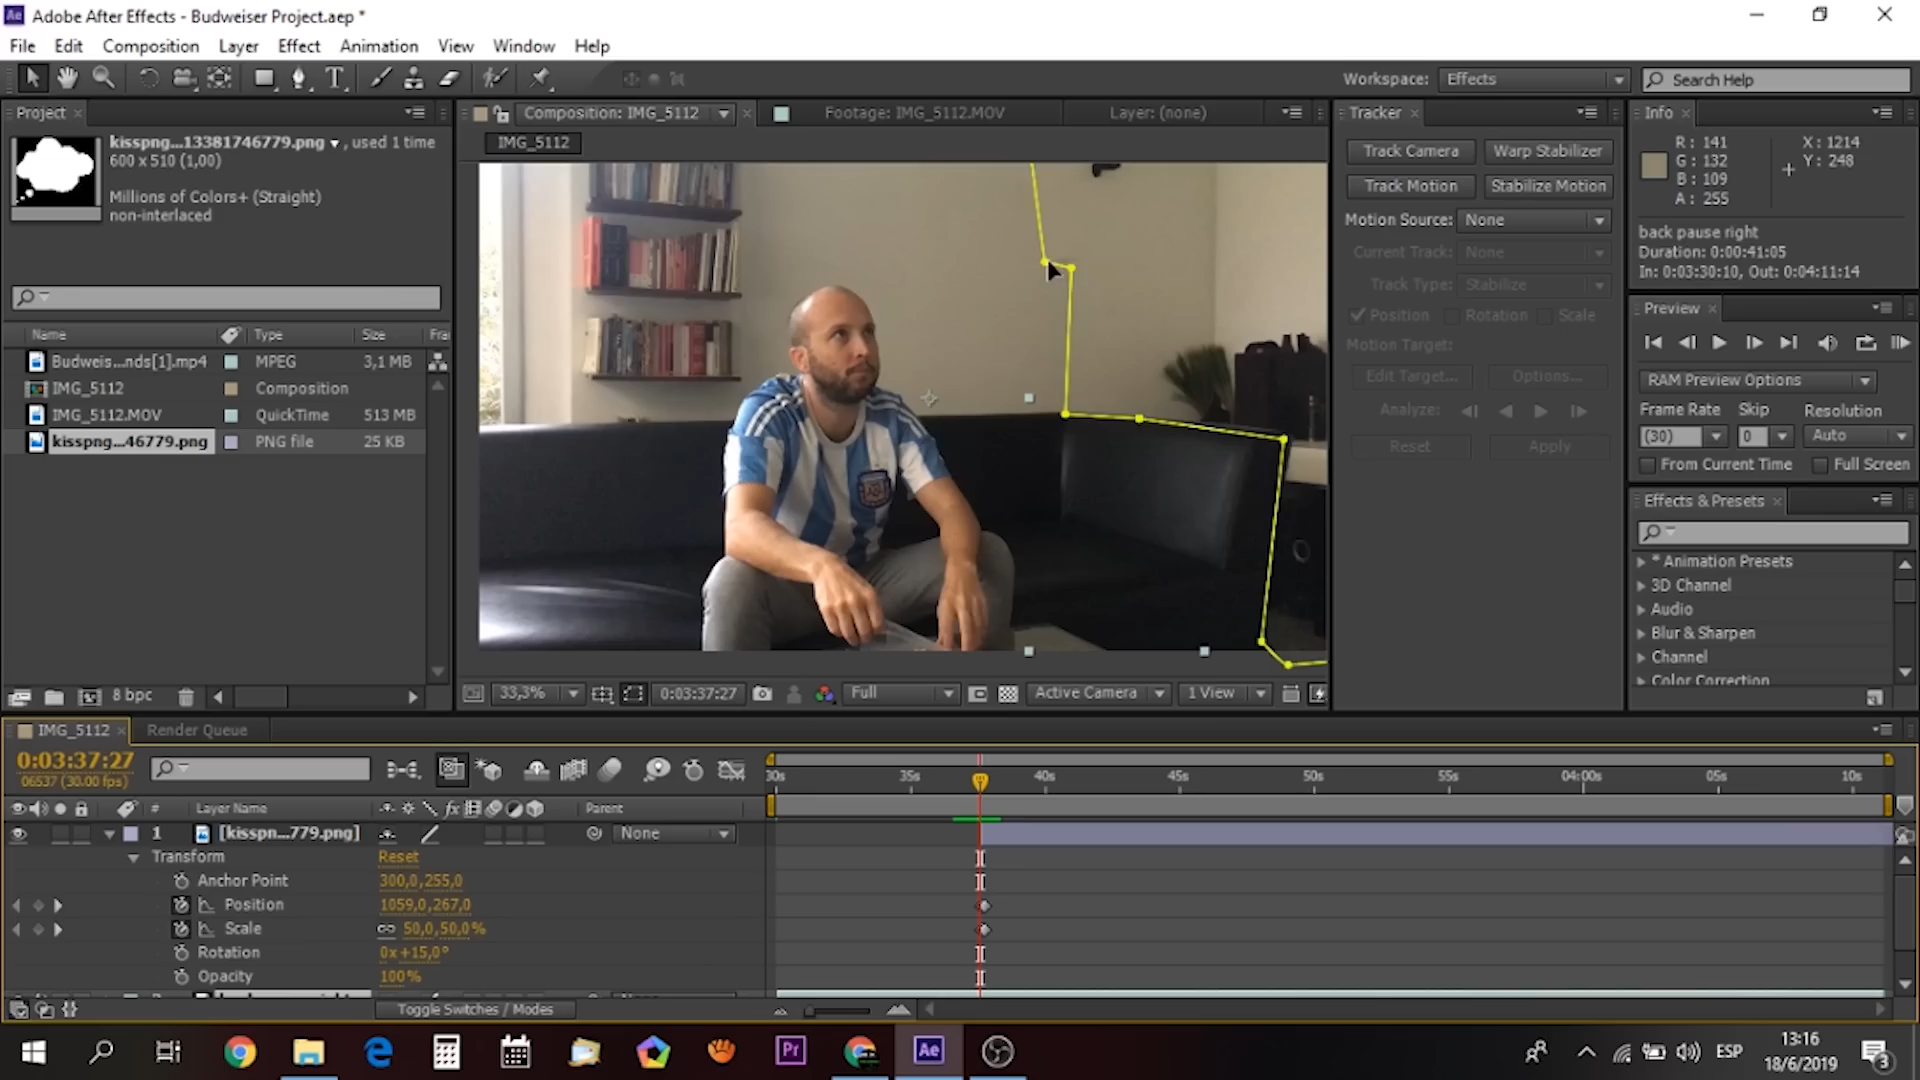 Adobe After Effects - Budweiser Project.aep *
File Edit Composition Layer Effect Animation View Window Help
Workspace: Effects Search Help
Project
kisspng...13381746779.png , used 1 time
600 x 510 (1,00)
Millions of Colors+ (Straight)
non-interlaced
Name Type Size Fra
Budweis...nds[1].mp4 MPEG 3,1 MB
IMG_5112 Composition
IMG_5112.MOV QuickTime 513 MB
kisspng...46779.png PNG file 25 KB
8 bpc
Composition: IMG_5112 Footage: IMG_5112.MOV Layer: (none)
IMG_5112
33,3% 0:03:37:27 Full Active Camera 1 View
Tracker
Track Camera Warp Stabilizer
Track Motion Stabilize Motion
Motion Source: None
Current Track: None
Track Type: Stabilize
Position Rotation Scale
Motion Target:
Edit Target... Options...
Analyze:
Reset Apply
Info
R: 141 X: 1214
G: 132 Y: 248
B: 109
A: 255
back pause right
Duration: 0:00:41:05
In: 0:03:30:10, Out: 0:04:11:14
Preview
RAM Preview Options
Frame Rate Skip Resolution
(30) 0 Auto
From Current Time Full Screen
Effects & Presets
* Animation Presets
3D Channel
Audio
Blur & Sharpen
Channel
Color Correction
IMG_5112 Render Queue
0:03:37:27
06537 (30.00 fps)
30s 35s 40s 45s 50s 55s 04:00s 05s 10s
# Layer Name fx Parent
1 [kisspn...779.png] None
Transform Reset
Anchor Point 300,0,255,0
Position 1059,0,267,0
Scale 50,0,50,0%
Rotation 0x+15,0°
Opacity 100%
Toggle Switches / Modes
Pr Ae ESP 13:16
18/6/2019 3